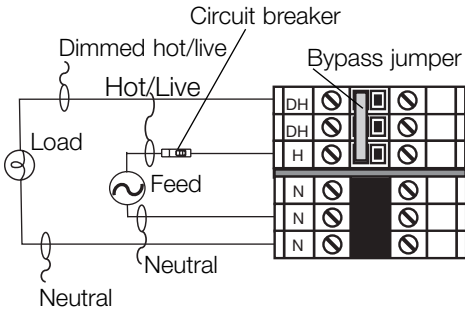 Circuit breaker
Dimmed hot/live
Bypass jumper
Hot/Live
DH
DH
Load
H
Feed
N
N
N
Neutral
Neutral